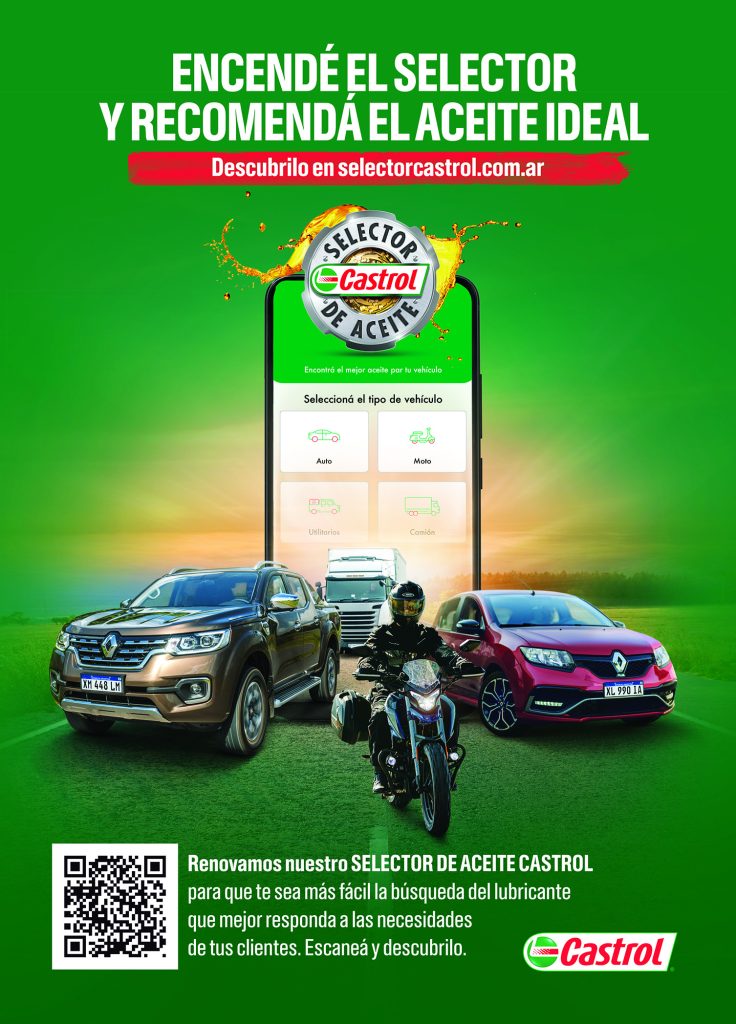 ENCENDÉ EL SELECTOR
Y RECOMENDÁ EL ACEITE IDEAL
Descubrilo en selectorcastrol.com.ar
SELECTOR
Castrol
DE ACEITE
Encontrá el mejor aceite par tu vehículo
Seleccioná el tipo de vehículo
Auto
Moto
Utilitarios
Camión
XM 448 LM
XL 990 IA
Renovamos nuestro SELECTOR DE ACEITE CASTROL
para que te sea más fácil la búsqueda del lubricante
que mejor responda a las necesidades
de tus clientes. Escaneá y descubrilo.
Castrol